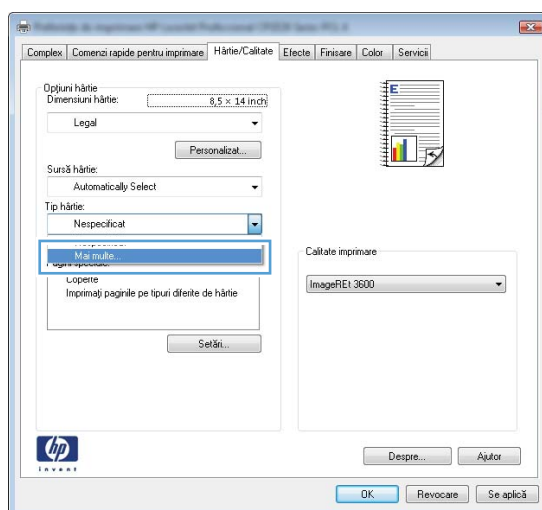 Complex Comenzi rapide pentru imprimare Hârtie/Calitate Efecte Finisare Color Servicii
Opţiuni hârtie
Dimensiuni hârtie: 8,5 × 14 inch
Legal
Personalizat...
Sursă hârtie:
Automatically Select
Tip hârtie:
Nespecificat
Mai multe...
Coperte
Imprimaţi paginile pe tipuri diferite de hârtie
Setări...
E
Calitate imprimare
ImageREt 3600
hp
invent
Despre... Ajutor
OK Revocare Se aplică